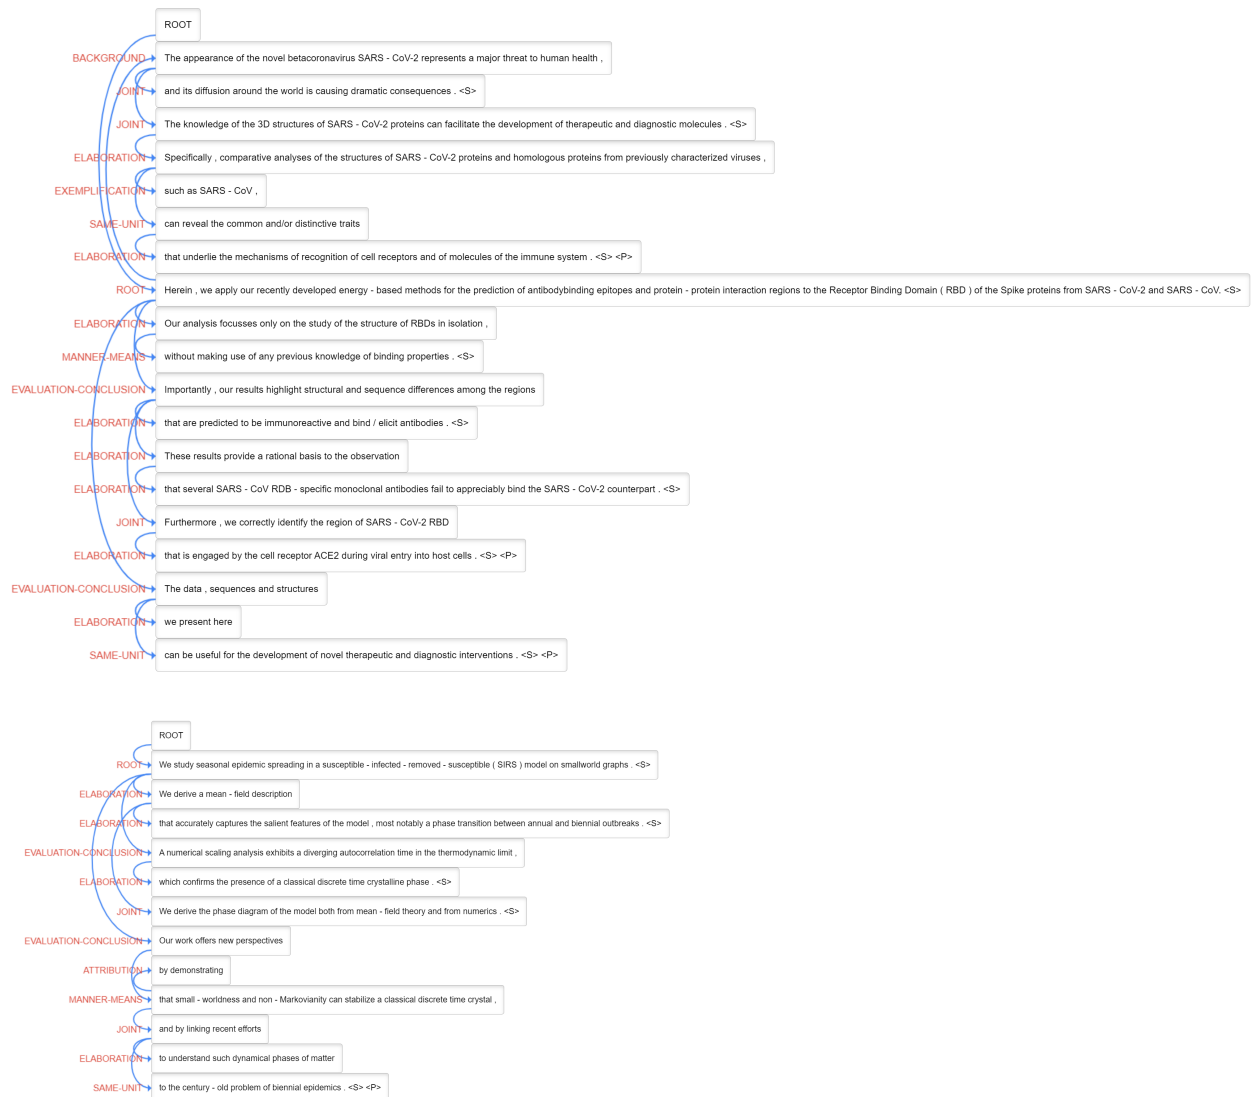 ROOT
BACKGROUND The appearance of the novel betacoronavirus SARS - CoV-2 represents a major threat to human health ,
JOINT and its diffusion around the world is causing dramatic consequences . <S>
JOINT The knowledge of the 3D structures of SARS - CoV-2 proteins can facilitate the development of therapeutic and diagnostic molecules . <S>
ELABORATION Specifically , comparative analyses of the structures of SARS - CoV-2 proteins and homologous proteins from previously characterized viruses ,
EXEMPLIFICATION such as SARS - CoV ,
SAME-UNIT can reveal the common and/or distinctive traits
ELABORATION that underlie the mechanisms of recognition of cell receptors and of molecules of the immune system . <S> <P>
ROOT Herein , we apply our recently developed energy - based methods for the prediction of antibodybinding epitopes and protein - protein interaction regions to the Receptor Binding Domain ( RBD ) of the Spike proteins from SARS - CoV-2 and SARS - CoV. <S>
ELABORATION Our analysis focusses only on the study of the structure of RBDs in isolation ,
MANNER-MEANS without making use of any previous knowledge of binding properties . <S>
EVALUATION-CONCLUSION Importantly , our results highlight structural and sequence differences among the regions
ELABORATION that are predicted to be immunoreactive and bind / elicit antibodies . <S>
ELABORATION These results provide a rational basis to the observation
ELABORATION that several SARS - CoV RDB - specific monoclonal antibodies fail to appreciably bind the SARS - CoV-2 counterpart . <S>
JOINT Furthermore , we correctly identify the region of SARS - CoV-2 RBD
ELABORATION that is engaged by the cell receptor ACE2 during viral entry into host cells . <S> <P>
EVALUATION-CONCLUSION The data , sequences and structures
ELABORATION we present here
SAME-UNIT can be useful for the development of novel therapeutic and diagnostic interventions . <S> <P>
ROOT
ROOT We study seasonal epidemic spreading in a susceptible - infected - removed - susceptible ( SIRS ) model on smallworld graphs . <S>
ELABORATION We derive a mean - field description
ELABORATION that accurately captures the salient features of the model , most notably a phase transition between annual and biennial outbreaks . <S>
EVALUATION-CONCLUSION A numerical scaling analysis exhibits a diverging autocorrelation time in the thermodynamic limit ,
ELABORATION which confirms the presence of a classical discrete time crystalline phase . <S>
JOINT We derive the phase diagram of the model both from mean - field theory and from numerics . <S>
EVALUATION-CONCLUSION Our work offers new perspectives
ATTRIBUTION by demonstrating
MANNER-MEANS that small - worldness and non - Markovianity can stabilize a classical discrete time crystal ,
JOINT and by linking recent efforts
ELABORATION to understand such dynamical phases of matter
SAME-UNIT to the century - old problem of biennial epidemics . <S> <P>